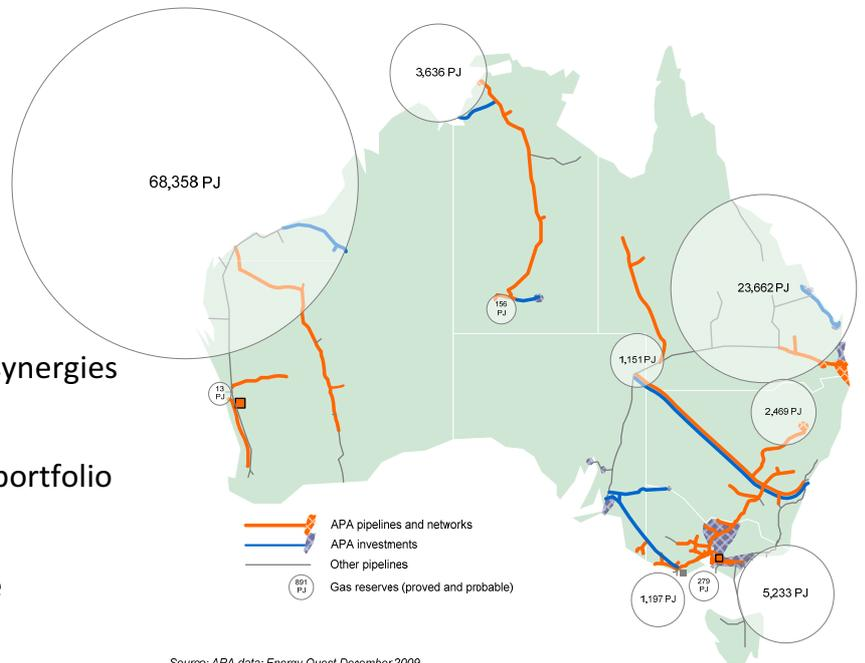 3,636 PJ
68,358 PJ
23,662 PJ
156
PJ
1,151 PJ
ynergies
13
PJ
2,469 PJ
portfolio
APA pipelines and networks
APA investments
Other pipelines
891
PJ
Gas reserves (proved and probable)
279
PJ
1,197 PJ
5,233 PJ
Source: APA data; Energy Quest December 2009